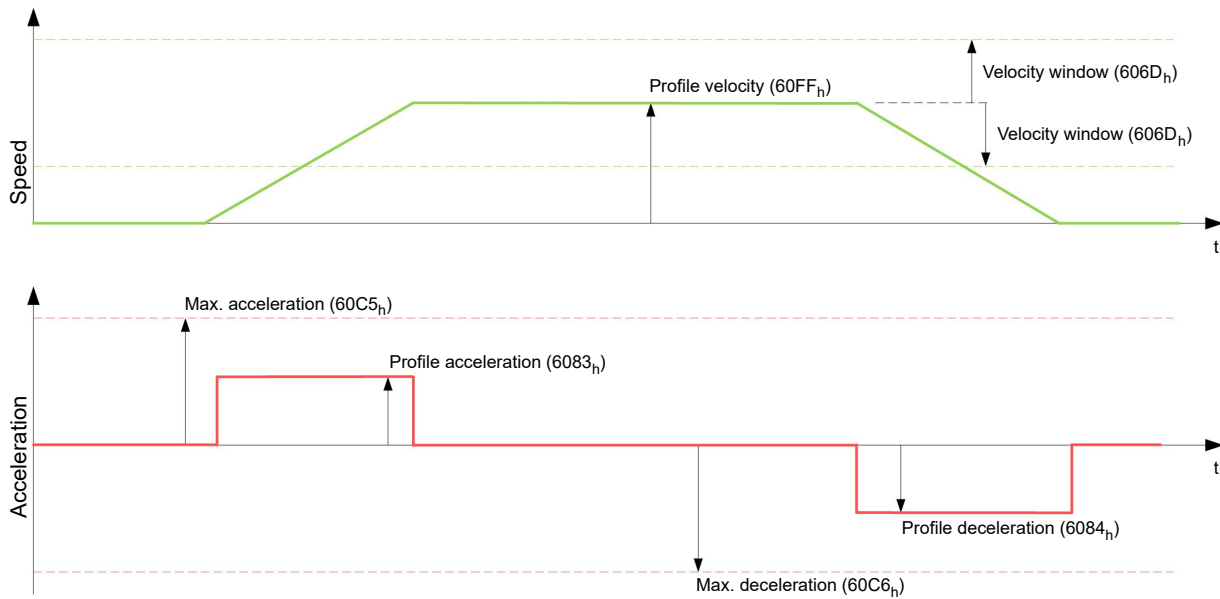 Velocity window (606Dh)
Profile velocity (60FFh)
Velocity window (606Dh)
Speed
t
Max. acceleration (60C5h)
Profile acceleration (6083h)
Acceleration
t
Profile deceleration (6084h)
Max. deceleration (60C6h)